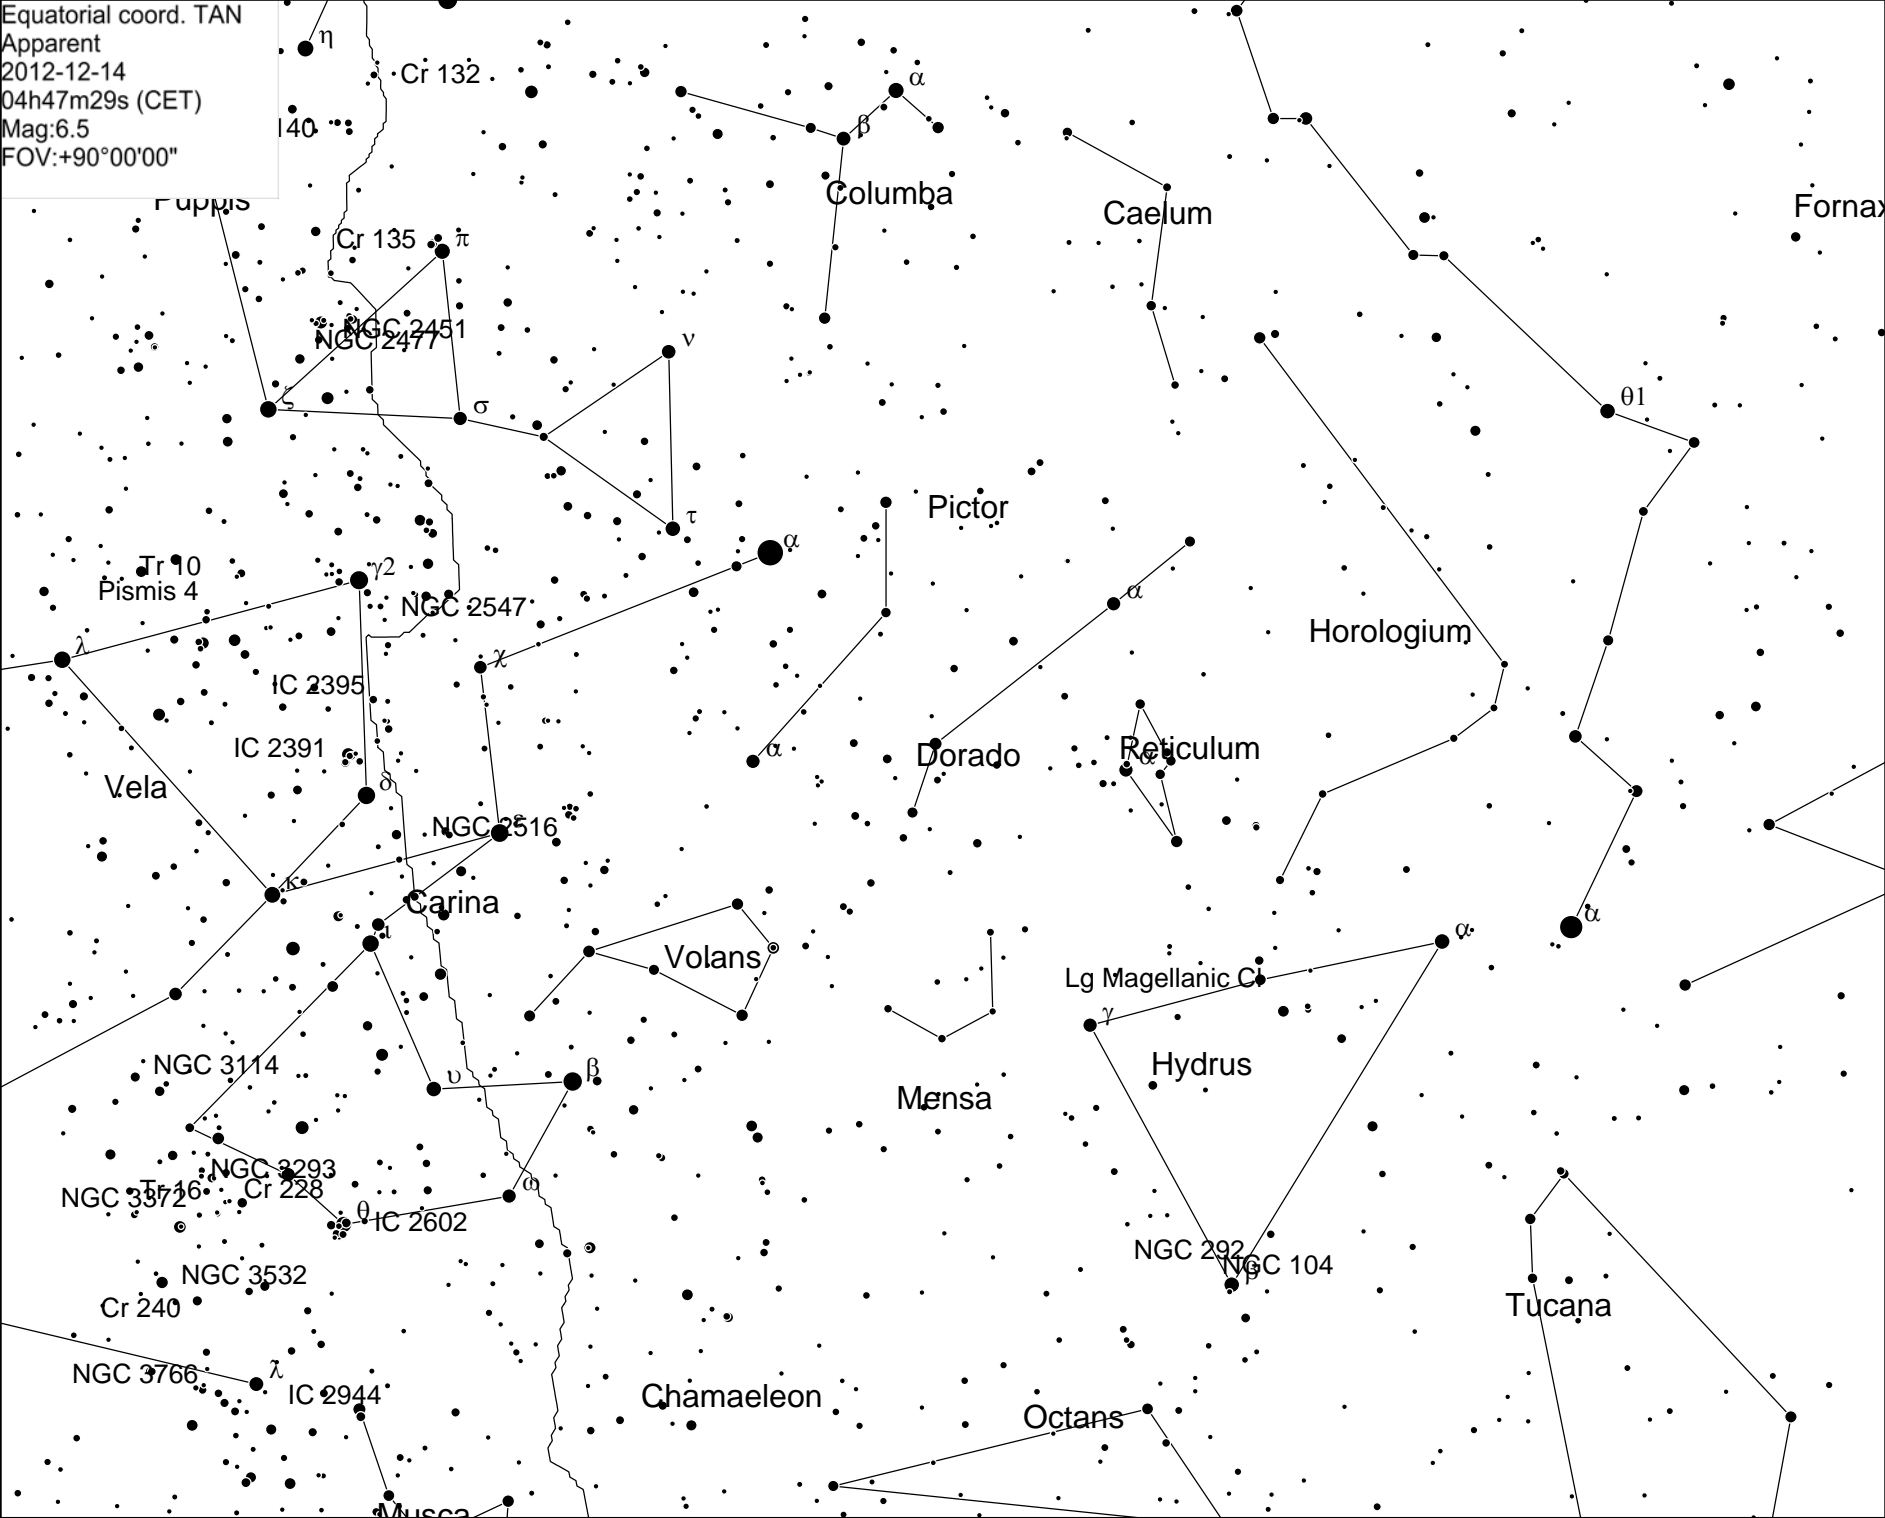 Equatorial coord. TAN
Apparent
2012-12-14
04h47m29s (CET)
Mag:6.5
FOV:+90°00'00"
η
Cr 132
140
α
β
Puppis
Columba
Caelum
Fornax
Cr 135
π
NGC 2451
NGC 2477
ν
ζ
σ
θ1
Pictor
τ
α
Tr 10
γ2
Pismis 4
NGC 2547
α
Horologium
λ
χ
IC 2395
IC 2391
α
Dorado
Reticulum
α
Vela
δ
NGC 2516
ε
κ
Carina
α
ι
α
Volans
Lg Magellanic Cl
γ
NGC 3114
Hydrus
υ
β
Mensa
NGC 3293
Tr 16
Cr 228
ω
NGC 3372
θ
IC 2602
NGC 292
NGC 104
β
NGC 3532
Cr 240
Tucana
NGC 3766
λ
IC 2944
Chamaeleon
Octans
Musca